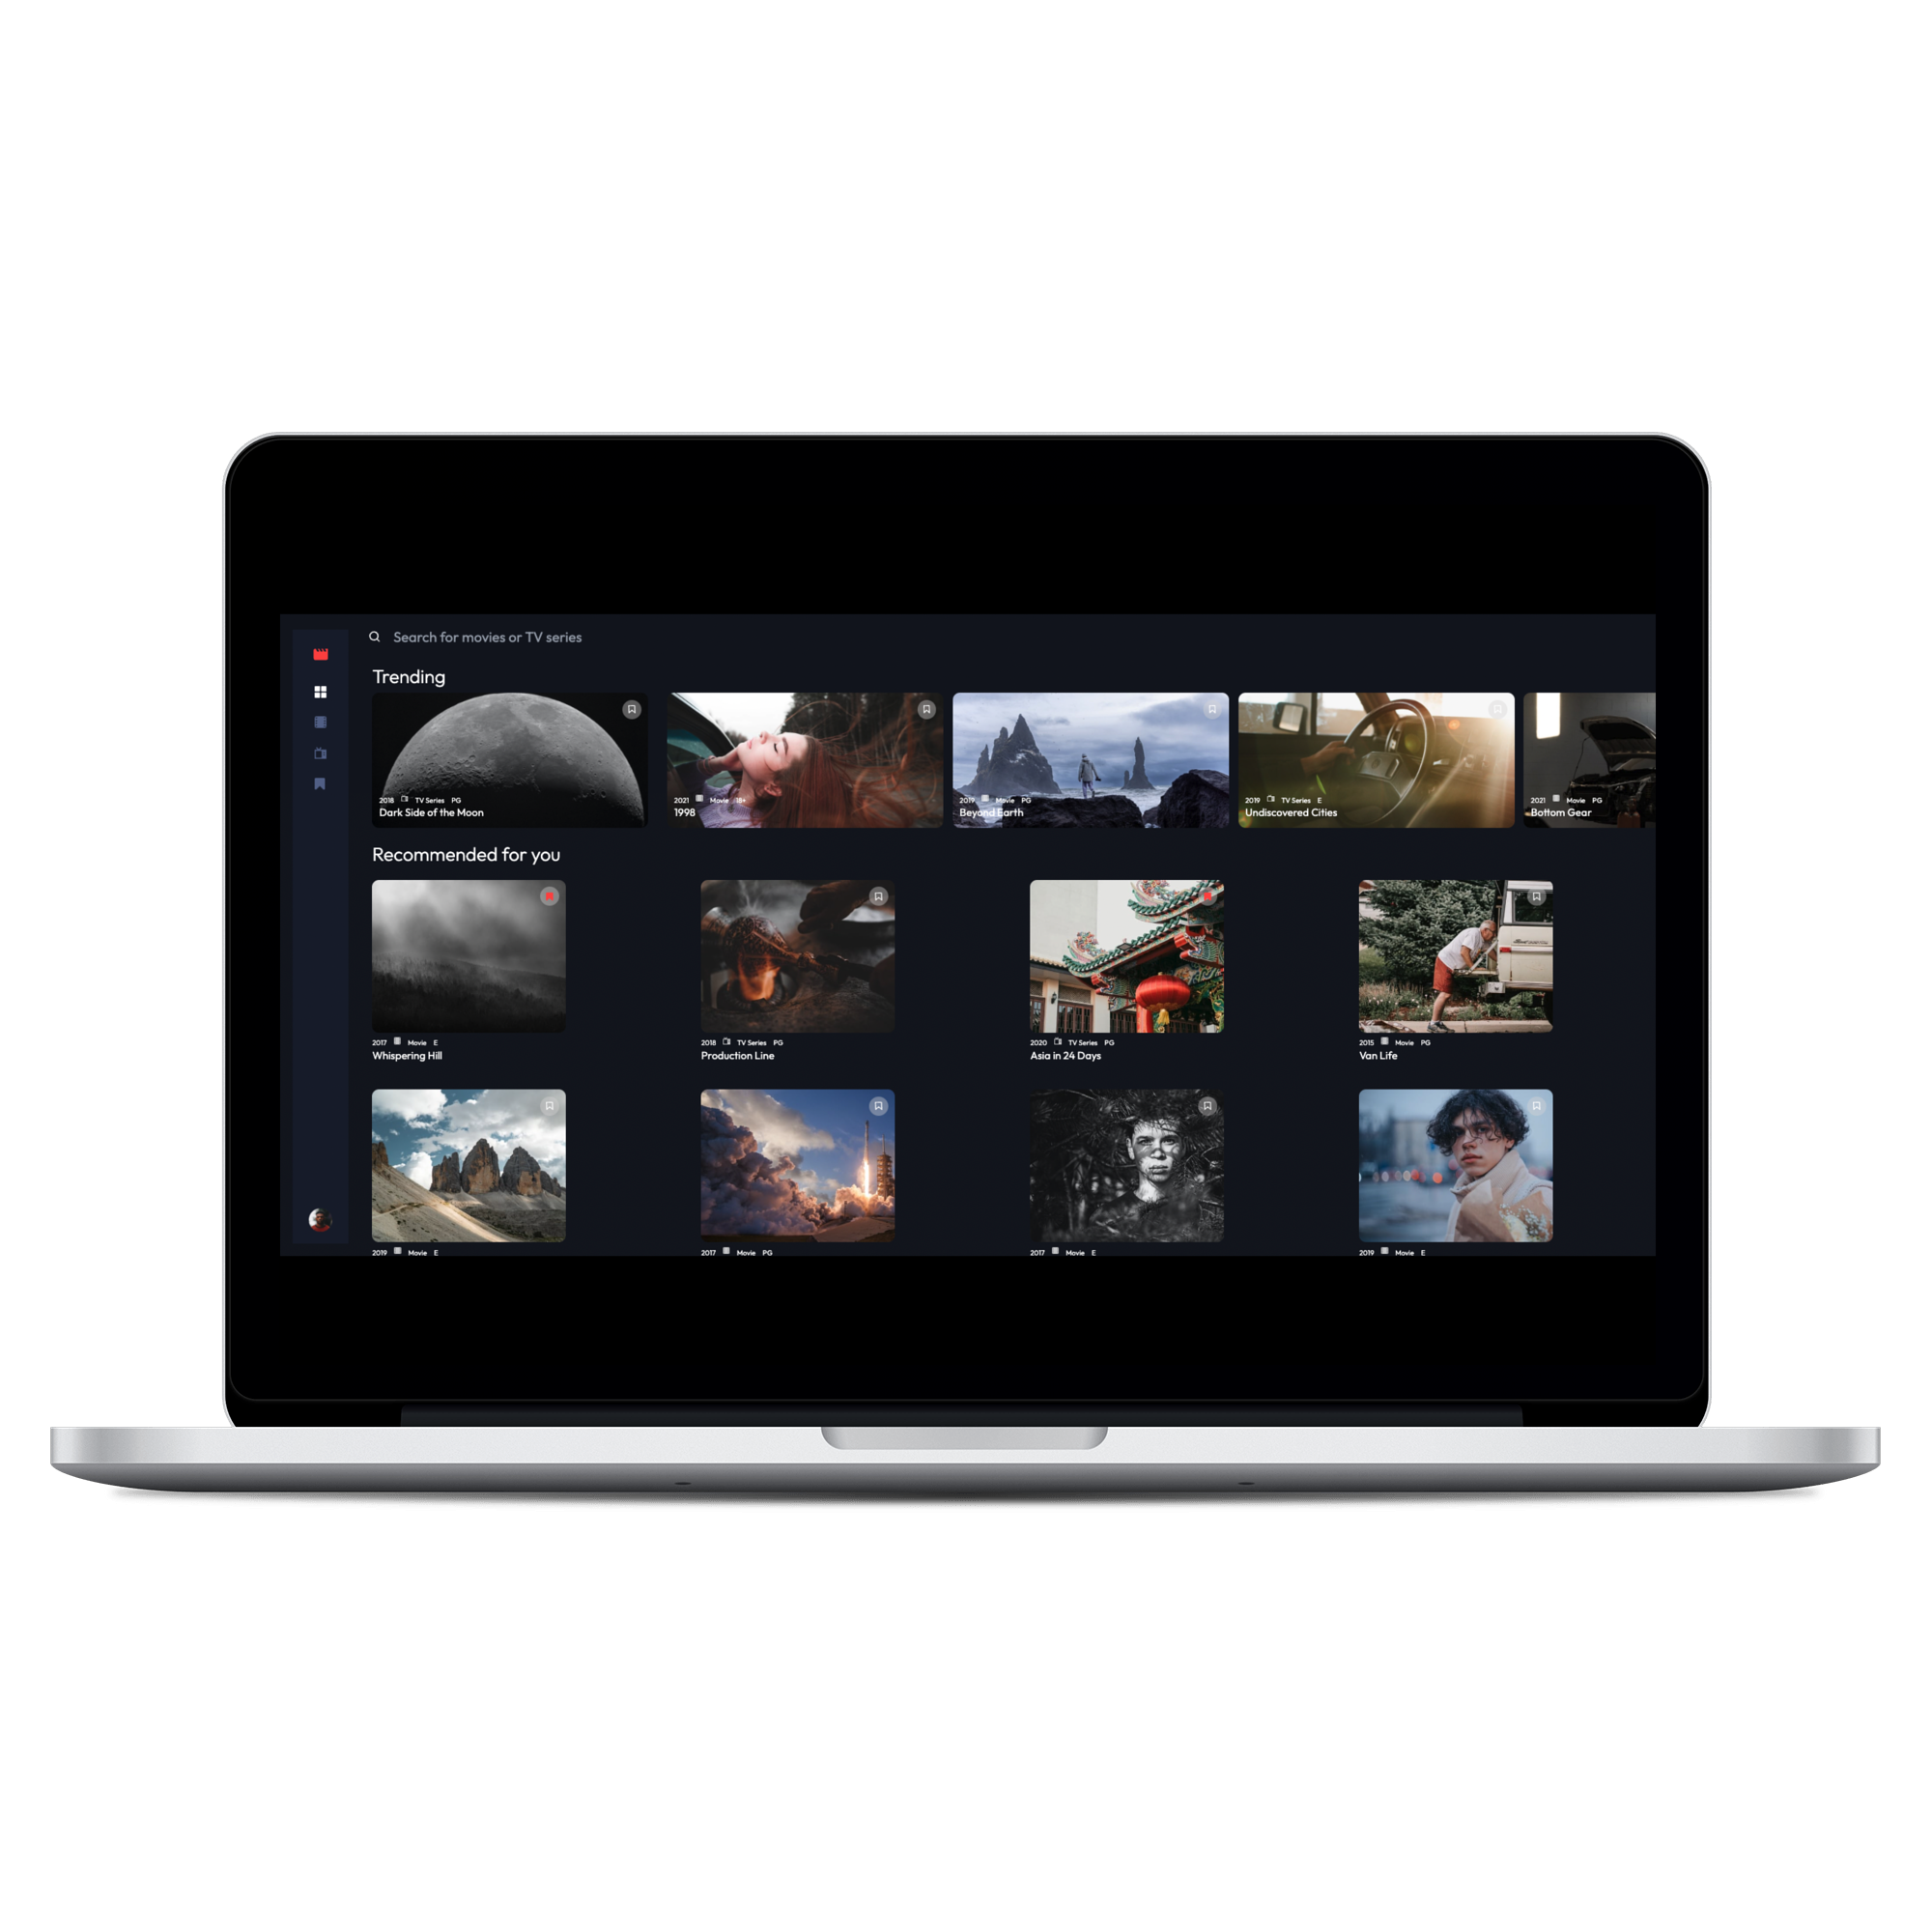 Search for movies or TV series
Trending
2018 TV Series PG
Dark Side of the Moon
2021 Movie 18+
1998
2019 Movie PG
Beyond Earth
2019 TV Series E
Undiscovered Cities
2021 Movie PG
Bottom Gear
Recommended for you
2017 Movie E
Whispering Hill
2018 TV Series PG
Production Line
2020 TV Series PG
Asia in 24 Days
2015 Movie PG
Van Life
2019 Movie E
2017 Movie PG
2017 Movie E
2019 Movie E